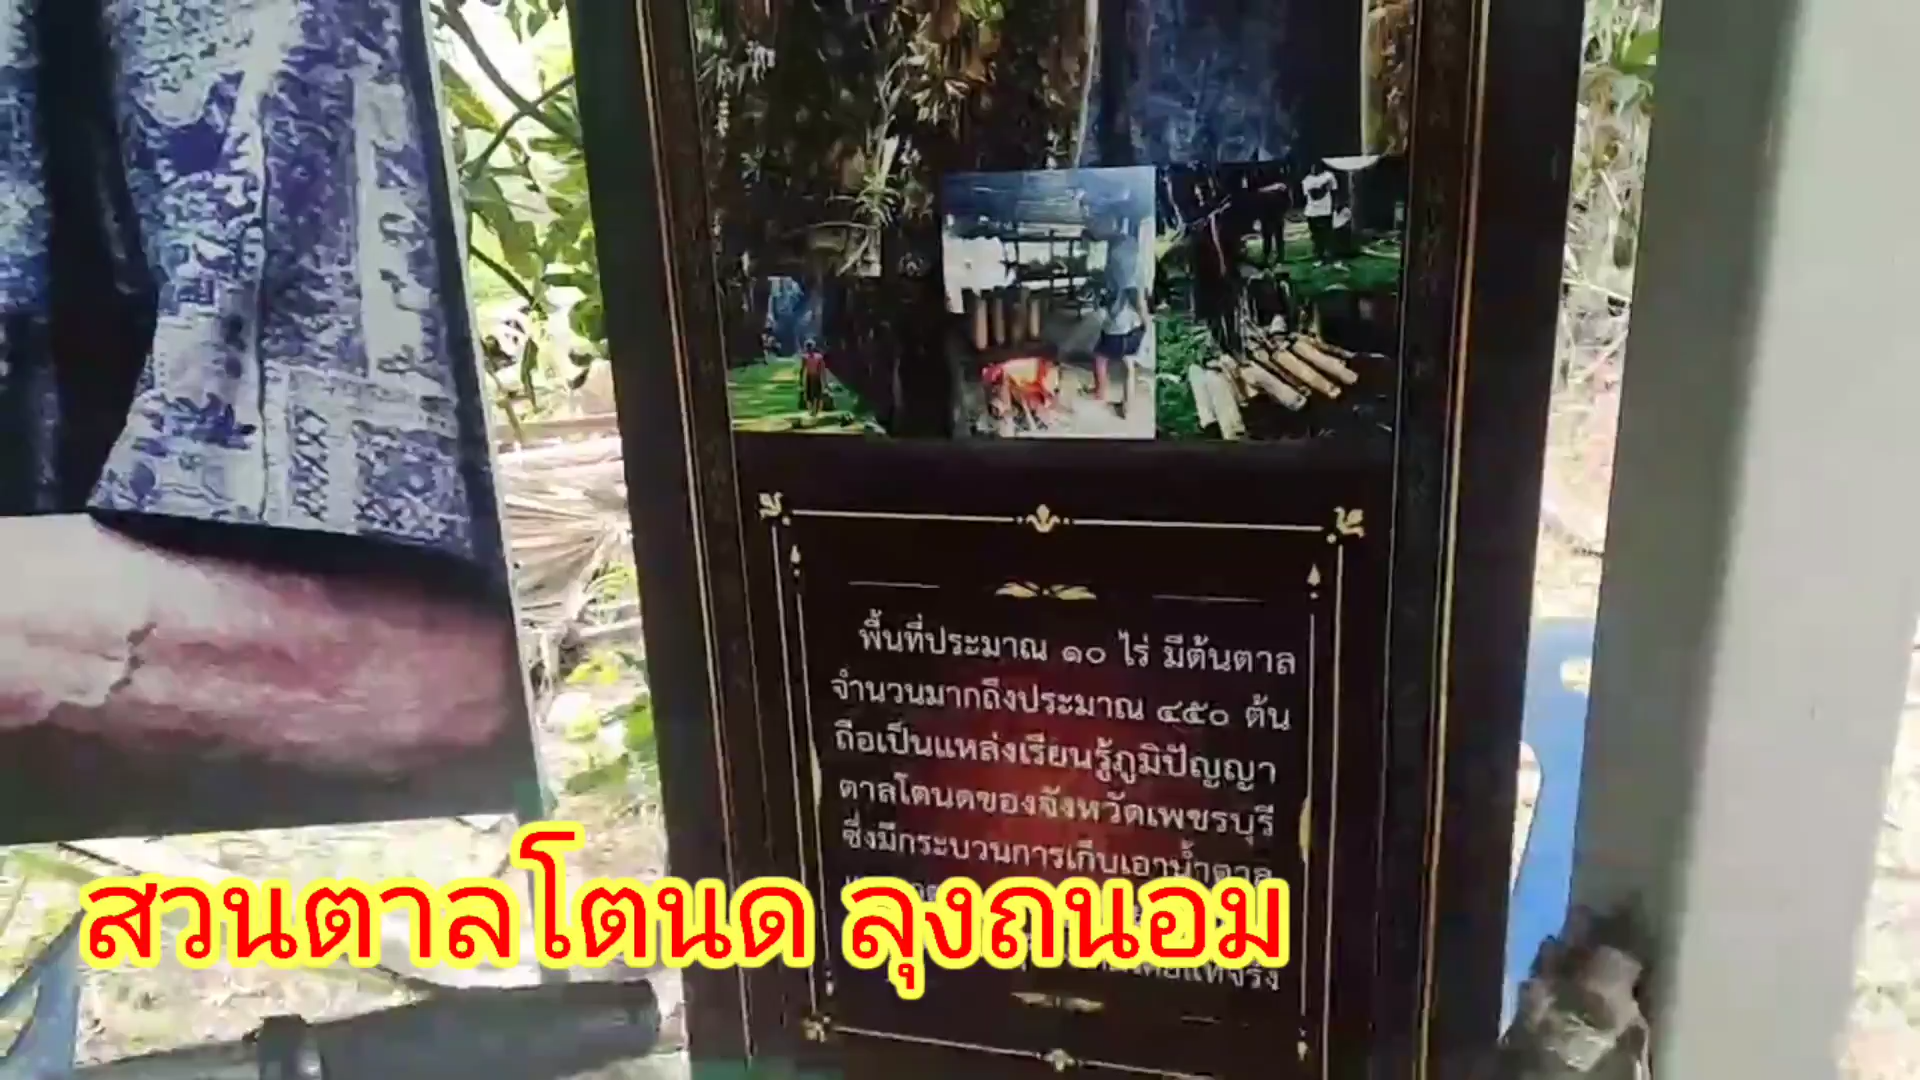 พื้นที่ประมาณ ๑๐ ไร่ มีต้นตาล
จำนวนมากถึงประมาณ ๔๕๐ ต้น
ถือเป็นแหล่งเรียนรู้ภูมิปัญญา
ตาลโตนดของจังหวัดเพชรบุรี
ซึ่งมีกระบวนการเก็บเอาน้ำตาล
สวนตาลโตนด ลุงถนอม